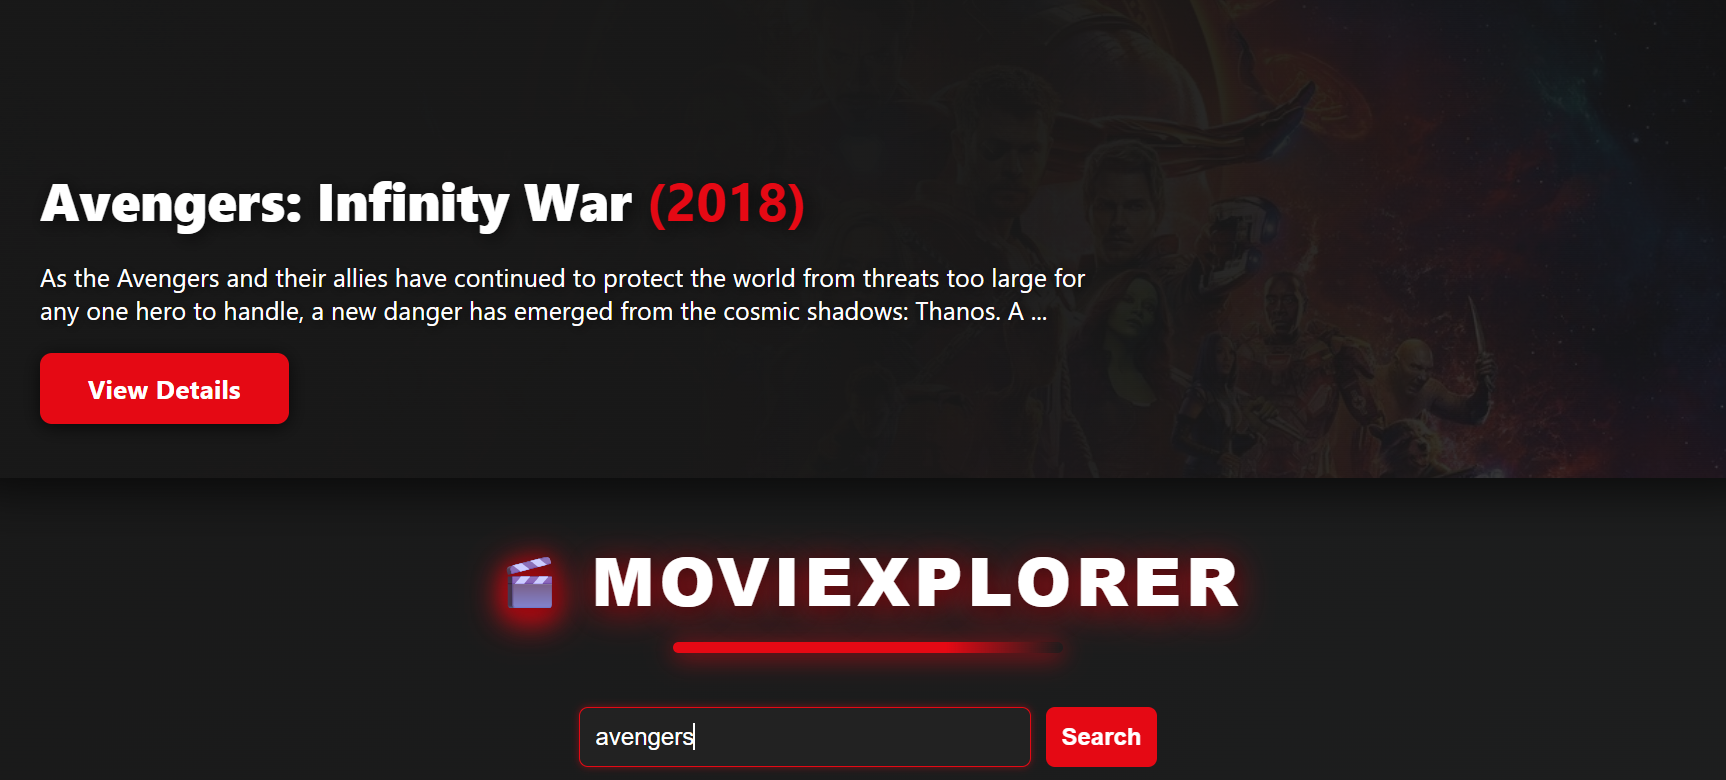 Avengers: Infinity War (2018)
As the Avengers and their allies have continued to protect the world from threats too large for
any one hero to handle, a new danger has emerged from the cosmic shadows: Thanos. A ...
View Details
MOVIEXPLORER
avengers
Search